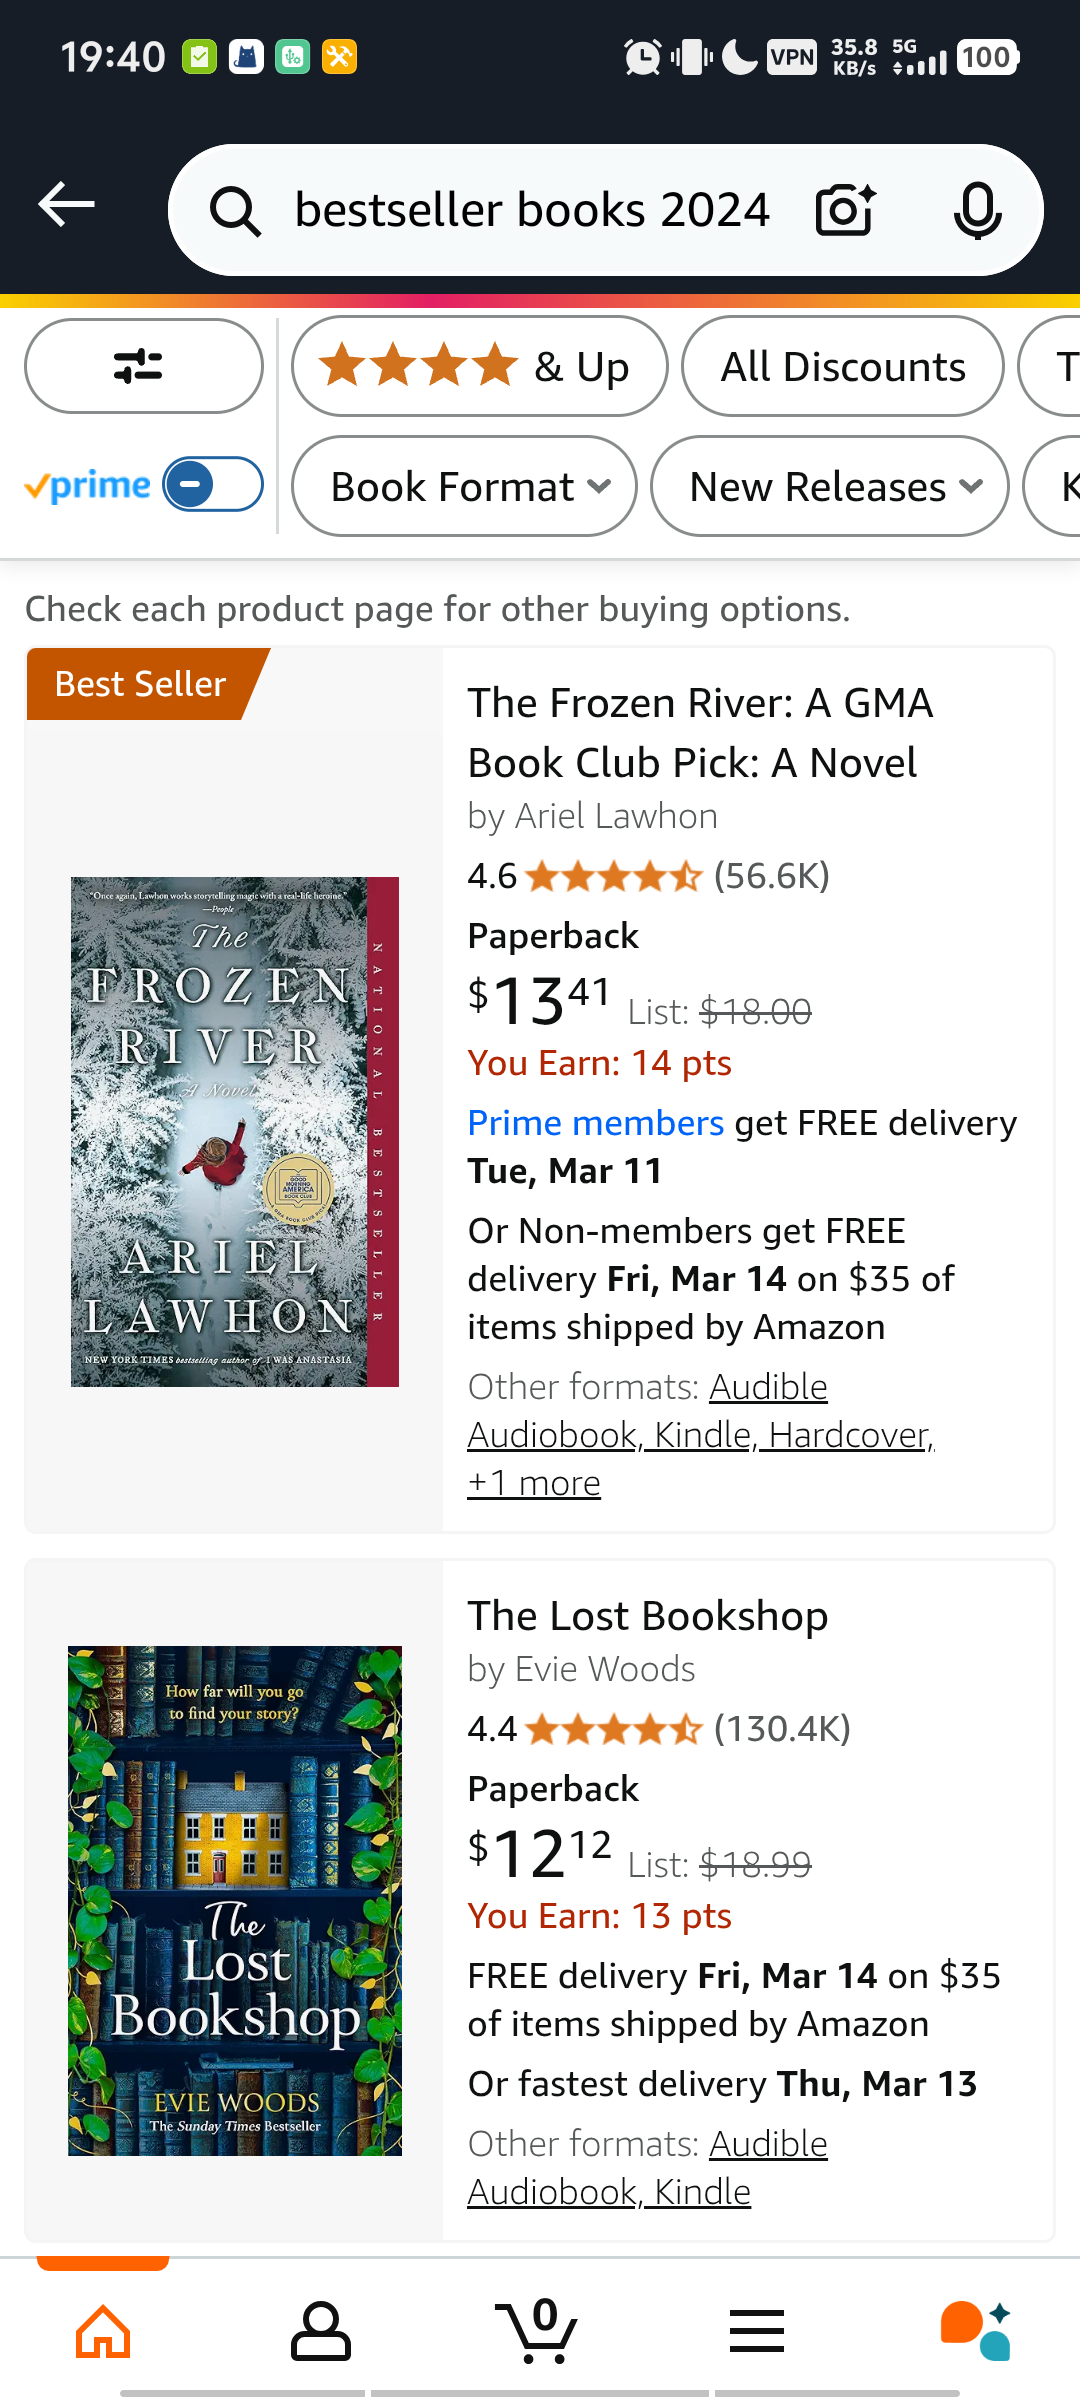 19:40
VPN
35.8
KB/s
5G
100
bestseller books 2024
& Up
All Discounts
T
prime
Book Format
New Releases
K
Check each product page for other buying options.
Best Seller
"Once again, Lawhon works storytelling magic with a real-life heroine."
—People
The
FROZEN
RIVER
A Novel
GOOD
MORNING
AMERICA
BOOK CLUB
ARIEL
LAWHON
NEW YORK TIMES bestselling author of I WAS ANASTASIA
NATIONAL BESTSELLER
The Frozen River: A GMA
Book Club Pick: A Novel
by Ariel Lawhon
4.6 (56.6K)
Paperback
$13 41 List: $18.00
You Earn: 14 pts
Prime members get FREE delivery
Tue, Mar 11
Or Non-members get FREE
delivery Fri, Mar 14 on $35 of
items shipped by Amazon
Other formats: Audible
Audiobook, Kindle, Hardcover,
+1 more
How far will you go
to find your story?
The
Lost
Bookshop
EVIE WOODS
The Sunday Times Bestseller
The Lost Bookshop
by Evie Woods
4.4 (130.4K)
Paperback
$12 12 List: $18.99
You Earn: 13 pts
FREE delivery Fri, Mar 14 on $35
of items shipped by Amazon
Or fastest delivery Thu, Mar 13
Other formats: Audible
Audiobook, Kindle
0